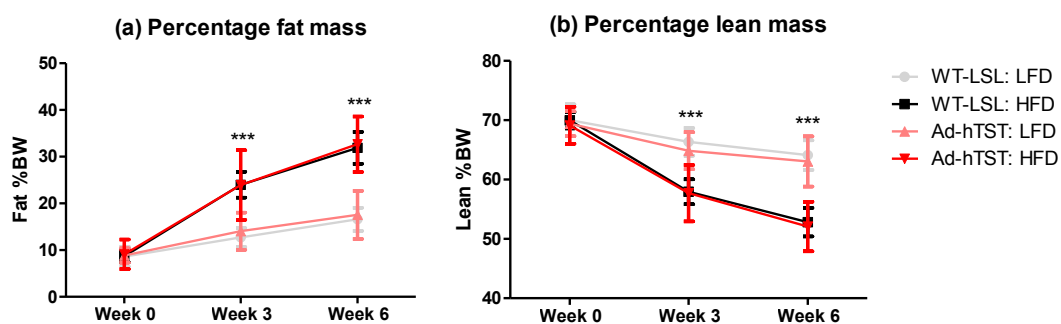 (a) Percentage fat mass
50
40
30
20
10
0
Fat %BW
***
***
Week 0 Week 3 Week 6
(b) Percentage lean mass
80
70
60
50
40
Lean %BW
***
***
Week 0 Week 3 Week 6
WT-LSL: LFD
WT-LSL: HFD
Ad-hTST: LFD
Ad-hTST: HFD